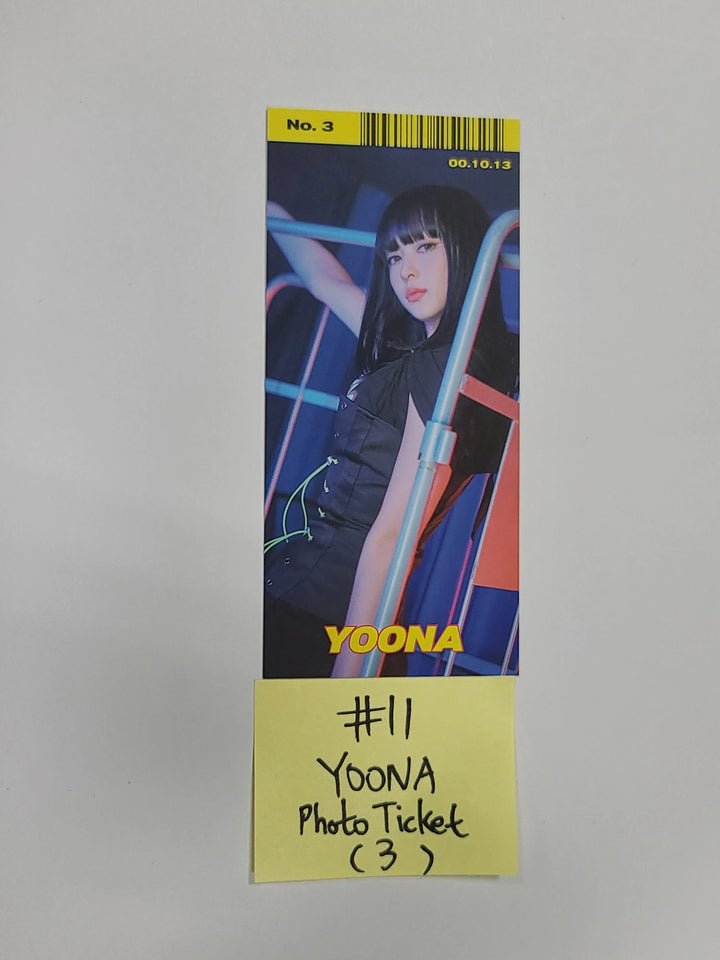 No. 3
00.10.13
YOONA
#11
YOONA
Photo Ticket
( 3 )